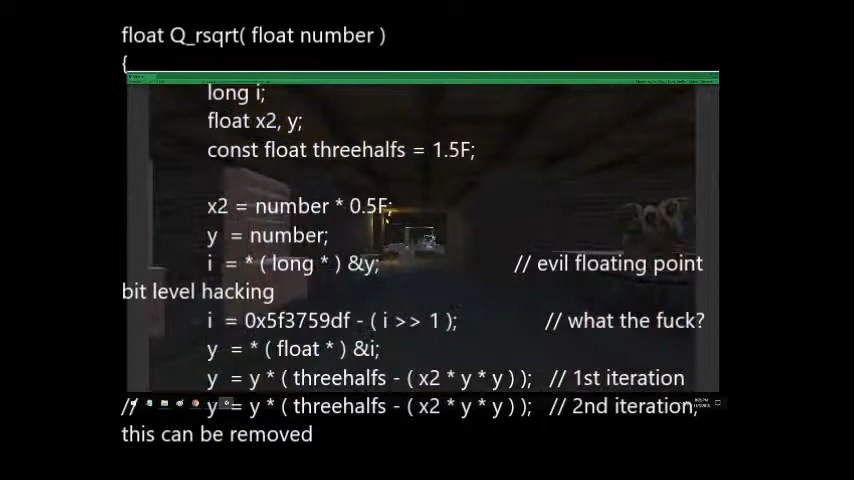 float Q_rsqrt( float number )
{
long i;
float x2, y;
const float threehalfs = 1.5F;
x2 = number * 0.5F;
y  = number;
i  = * ( long * ) &y;                        // evil floating point
bit level hacking
i  = 0x5f3759df - ( i >> 1 );               // what the fuck?
y  = * ( float * ) &i;
y  = y * ( threehalfs - ( x2 * y * y ) );   // 1st iteration
//      y  = y * ( threehalfs - ( x2 * y * y ) );   // 2nd iteration,
this can be removed